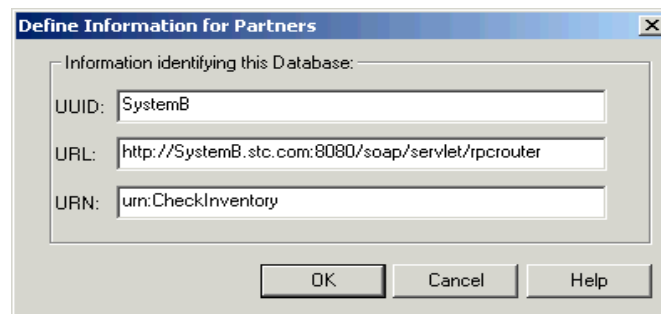 Define Information for Partners
Information identifying this Database:
UUID: SystemB
URL: http://SystemB.stc.com:8080/soap/servlet/rpcrouter
URN: urn:CheckInventory
OK Cancel Help